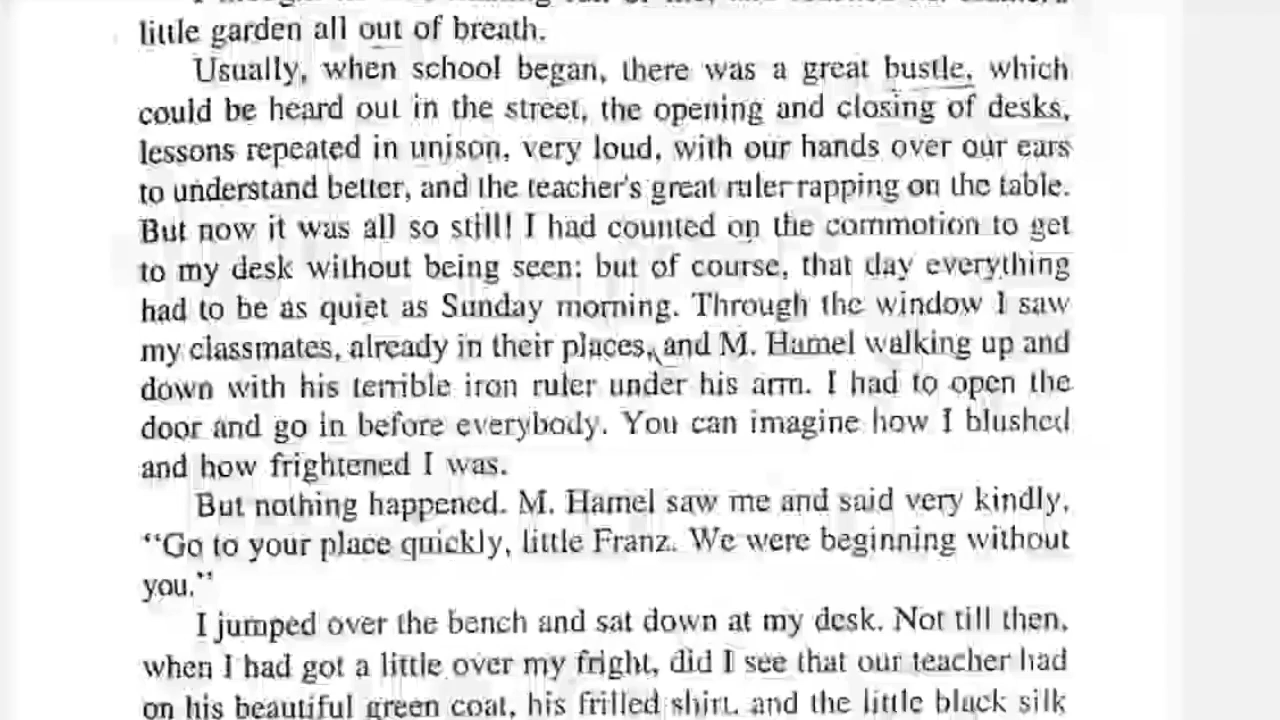 little garden all out of breath.
Usually, when school began, there was a great bustle, which
could be heard out in the street, the opening and closing of desks,
lessons repeated in unison, very loud, with our hands over our ears
to understand better, and the teacher's great ruler rapping on the table.
But now it was all so still! I had counted on the commotion to get
to my desk without being seen; but of course, that day everything
had to be as quiet as Sunday morning. Through the window I saw
my classmates, already in their places, and M. Hamel walking up and
down with his terrible iron ruler under his arm. I had to open the
door and go in before everybody. You can imagine how I blushed
and how frightened I was.
But nothing happened. M. Hamel saw me and said very kindly,
“Go to your place quickly, little Franz. We were beginning without
you.”
I jumped over the bench and sat down at my desk. Not till then,
when I had got a little over my fright, did I see that our teacher had
on his beautiful green coat, his frilled shirt, and the little black silk